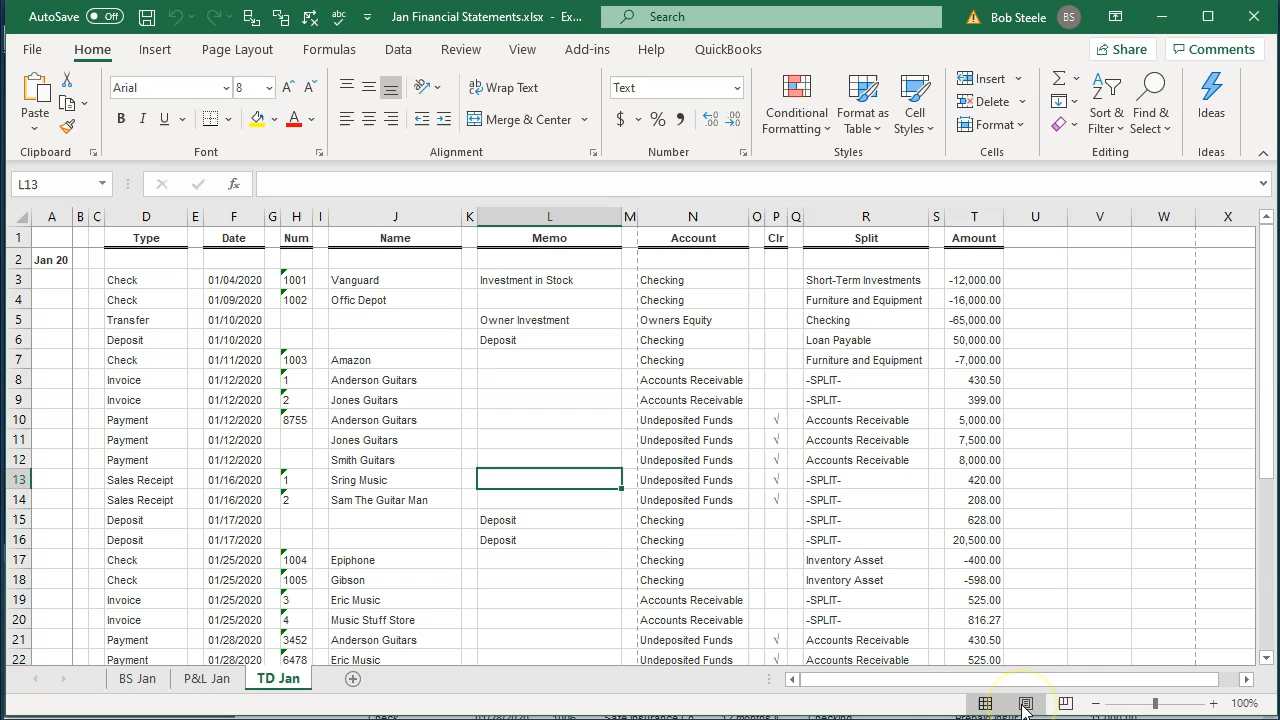 AutoSave Off Jan Financial Statements.xlsx - Ex... Search Bob Steele BS
File Home Insert Page Layout Formulas Data Review View Add-ins Help QuickBooks Share Comments
Arial 8 Wrap Text Text Insert
Paste B I U Merge & Center $ % Conditional Formatting Format as Table Cell Styles Delete Format Sort & Filter Find & Select Ideas
Clipboard Font Alignment Number Styles Cells Editing Ideas
L13 fx
A B C D E F G H I J K L M N O P Q R S T U V W X
1 Type Date Num Name Memo Account Clr Split Amount
2 Jan 20
3 Check 01/04/2020 1001 Vanguard Investment in Stock Checking Short-Term Investments -12,000.00
4 Check 01/09/2020 1002 Offic Depot Checking Furniture and Equipment -16,000.00
5 Transfer 01/10/2020 Owner Investment Owners Equity Checking -65,000.00
6 Deposit 01/10/2020 Deposit Checking Loan Payable 50,000.00
7 Check 01/11/2020 1003 Amazon Checking Furniture and Equipment -7,000.00
8 Invoice 01/12/2020 1 Anderson Guitars Accounts Receivable -SPLIT- 430.50
9 Invoice 01/12/2020 2 Jones Guitars Accounts Receivable -SPLIT- 399.00
10 Payment 01/12/2020 8755 Anderson Guitars Undeposited Funds √ Accounts Receivable 5,000.00
11 Payment 01/12/2020 Jones Guitars Undeposited Funds √ Accounts Receivable 7,500.00
12 Payment 01/12/2020 Smith Guitars Undeposited Funds √ Accounts Receivable 8,000.00
13 Sales Receipt 01/16/2020 1 Sring Music Undeposited Funds √ -SPLIT- 420.00
14 Sales Receipt 01/16/2020 2 Sam The Guitar Man Undeposited Funds √ -SPLIT- 208.00
15 Deposit 01/17/2020 Deposit Checking -SPLIT- 628.00
16 Deposit 01/17/2020 Deposit Checking -SPLIT- 20,500.00
17 Check 01/25/2020 1004 Epiphone Checking Inventory Asset -400.00
18 Check 01/25/2020 1005 Gibson Checking Inventory Asset -598.00
19 Invoice 01/25/2020 3 Eric Music Accounts Receivable -SPLIT- 525.00
20 Invoice 01/25/2020 4 Music Stuff Store Accounts Receivable -SPLIT- 816.27
21 Payment 01/28/2020 3452 Anderson Guitars Undeposited Funds √ Accounts Receivable 430.50
22 Payment 01/28/2020 6478 Eric Music Undeposited Funds √ Accounts Receivable 525.00
BS Jan P&L Jan TD Jan
100%